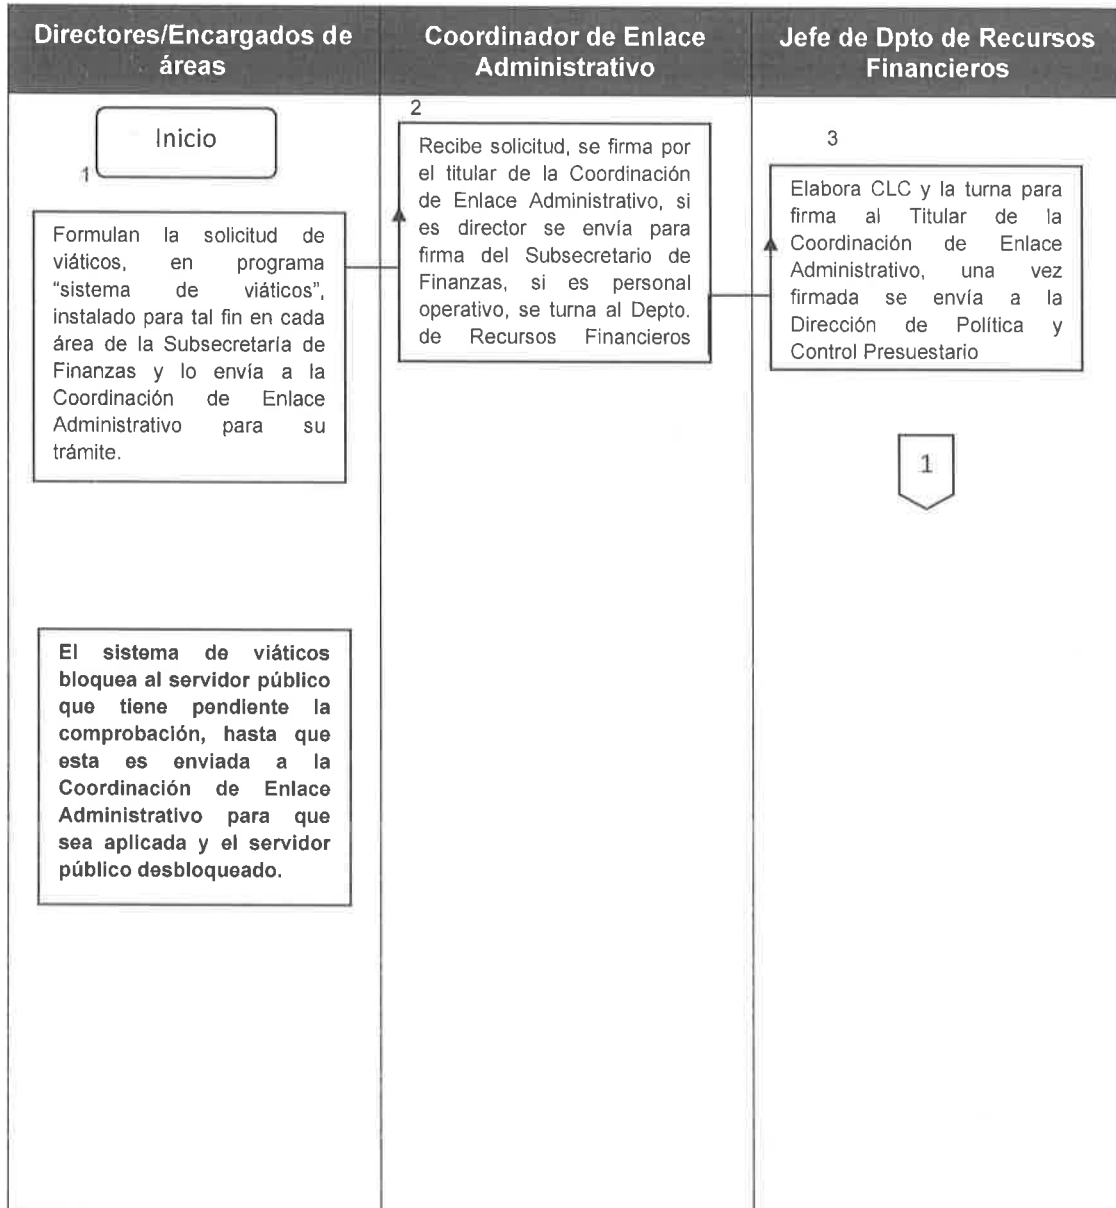 Directores/Encargados de
áreas
Coordinador de Enlace
Administrativo
Jefe de Dpto de Recursos
Financieros
Inicio
1
Formulan la solicitud de
viáticos, en programa
“sistema de viáticos”,
instalado para tal fin en cada
área de la Subsecretaría de
Finanzas y lo envía a la
Coordinación de Enlace
Administrativo para su
trámite.
El sistema de viáticos
bloquea al servidor público
que tiene pendiente la
comprobación, hasta que
esta es enviada a la
Coordinación de Enlace
Administrativo para que
sea aplicada y el servidor
público desbloqueado.
2
Recibe solicitud, se firma por
el titular de la Coordinación
de Enlace Administrativo, si
es director se envía para
firma del Subsecretario de
Finanzas, si es personal
operativo, se turna al Depto.
de Recursos Financieros
3
Elabora CLC y la turna para
firma al Titular de la
Coordinación de Enlace
Administrativo, una vez
firmada se envía a la
Dirección de Política y
Control Presuestario
1